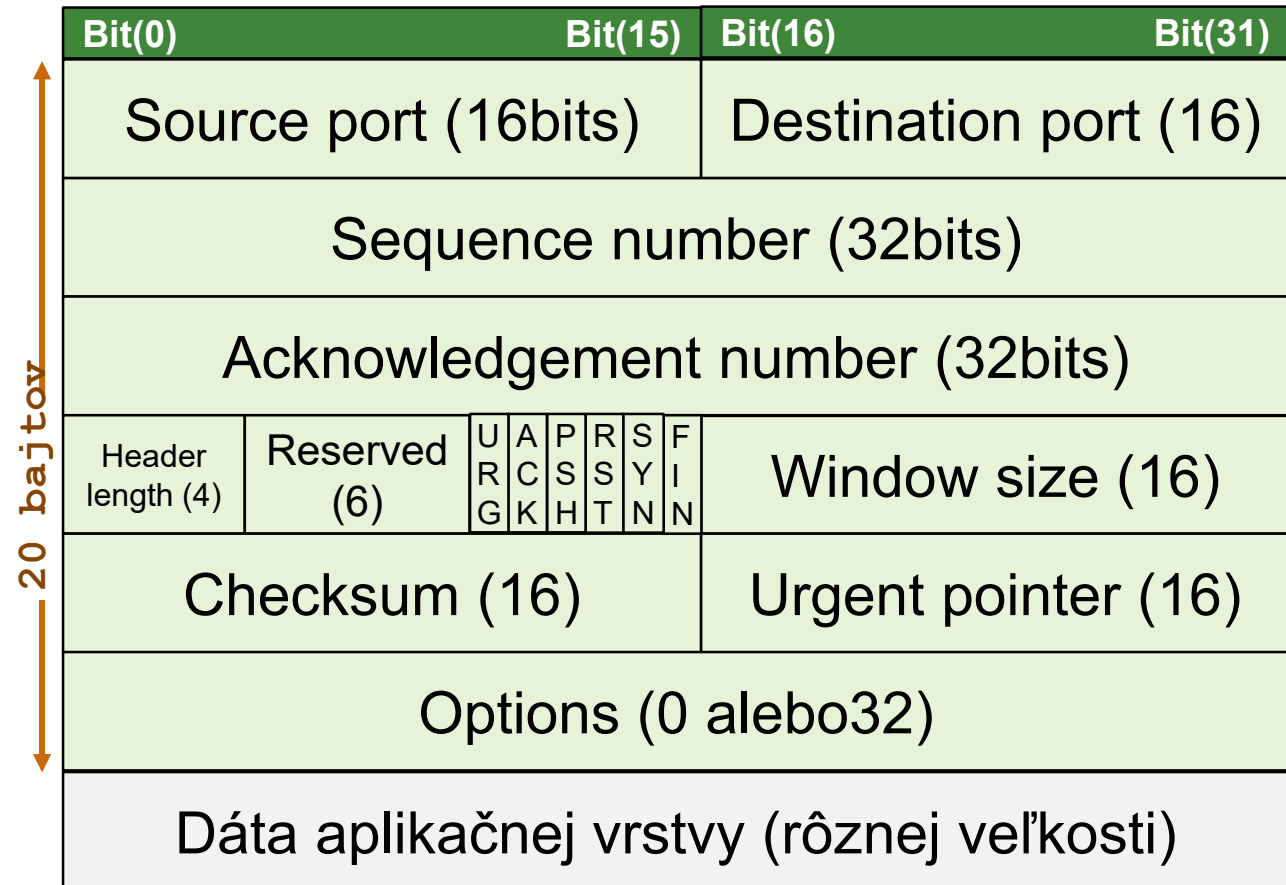 Bit(0) Bit(15) Bit(16) Bit(31)
Source port (16bits) Destination port (16)
Sequence number (32bits)
Acknowledgement number (32bits)
Header
length (4)
Reserved
(6)
URG
ACK
PSH
RST
SYN
FIN
Window size (16)
Checksum (16) Urgent pointer (16)
Options (0 alebo32)
Dáta aplikačnej vrstvy (rôznej veľkosti)
20 bajtov